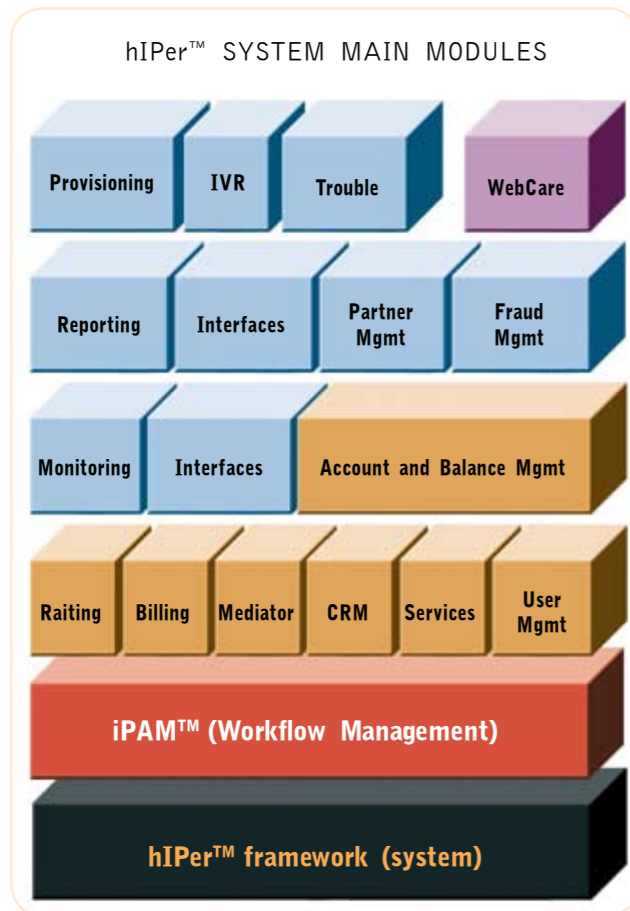 hIPer™ SYSTEM MAIN MODULES
Provisioning
IVR
Trouble
WebCare
Reporting
Interfaces
Partner
Mgmt
Fraud
Mgmt
Monitoring
Interfaces
Account and Balance Mgmt
Raiting
Billing
Mediator
CRM
Services
User
Mgmt
iPAM™ (Workflow Management)
hIPer™ framework (system)